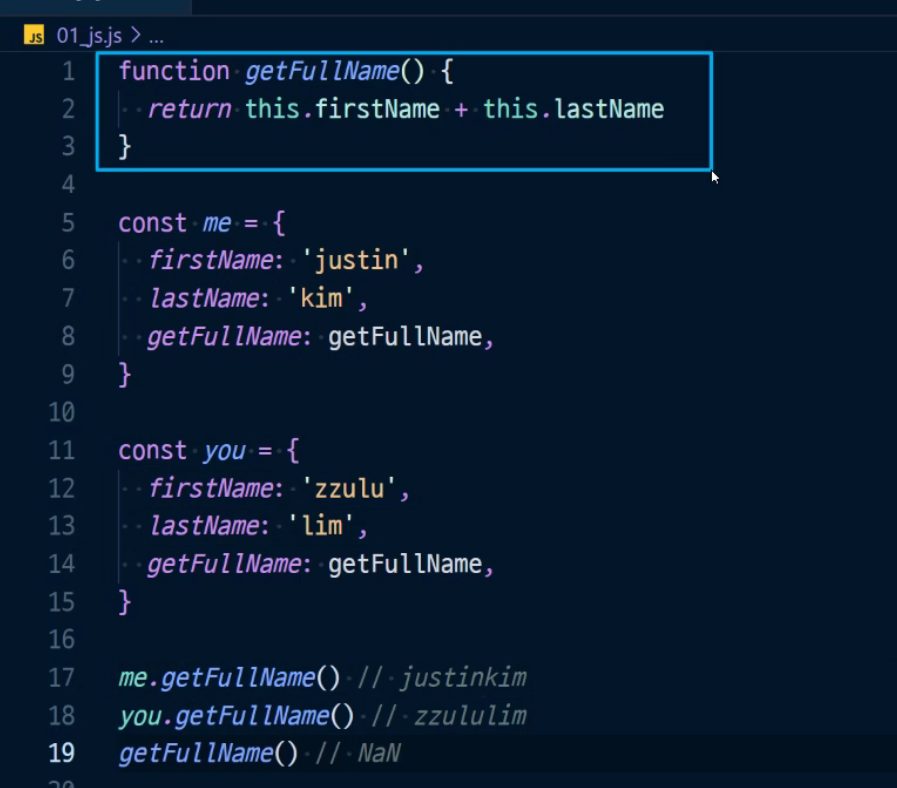 JS 01_js.js > ...
1 function getFullName() {
2   return this.firstName + this.lastName
3 }
4
5 const me = {
6   firstName: 'justin',
7   lastName: 'kim',
8   getFullName: getFullName,
9 }
10
11 const you = {
12   firstName: 'zzulu',
13   lastName: 'lim',
14   getFullName: getFullName,
15 }
16
17 me.getFullName() // justinkim
18 you.getFullName() // zzululim
19 getFullName() // NaN
20